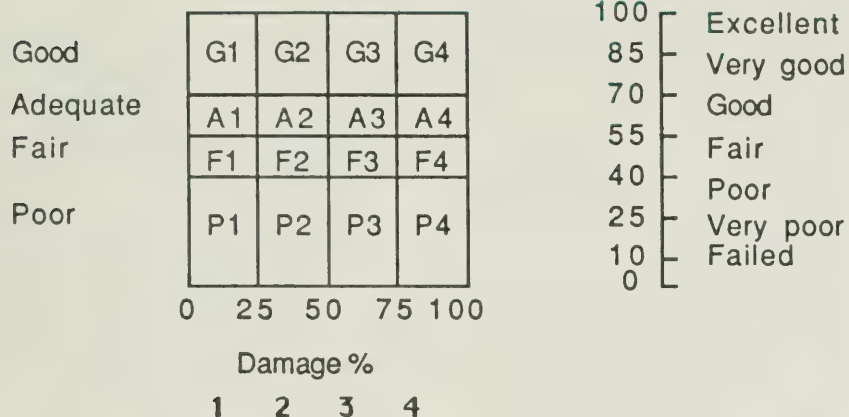 Good G1 G2 G3 G4
Adequate A1 A2 A3 A4
Fair F1 F2 F3 F4
Poor P1 P2 P3 P4
0 25 50 75 100
Damage %
1 2 3 4
100 Excellent
85 Very good
70 Good
55 Fair
40 Poor
25 Very poor
10 Failed
0